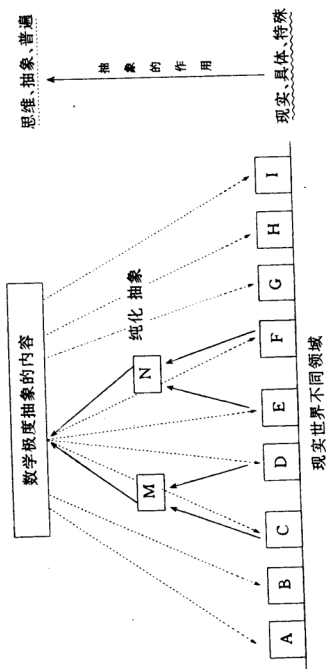 思维、抽象、普遍
抽象的作用
现实、具体、特殊
数学极度抽象的内容
纯化 抽象
M
N
A
B
C
D
E
F
G
H
I
现实世界不同领域